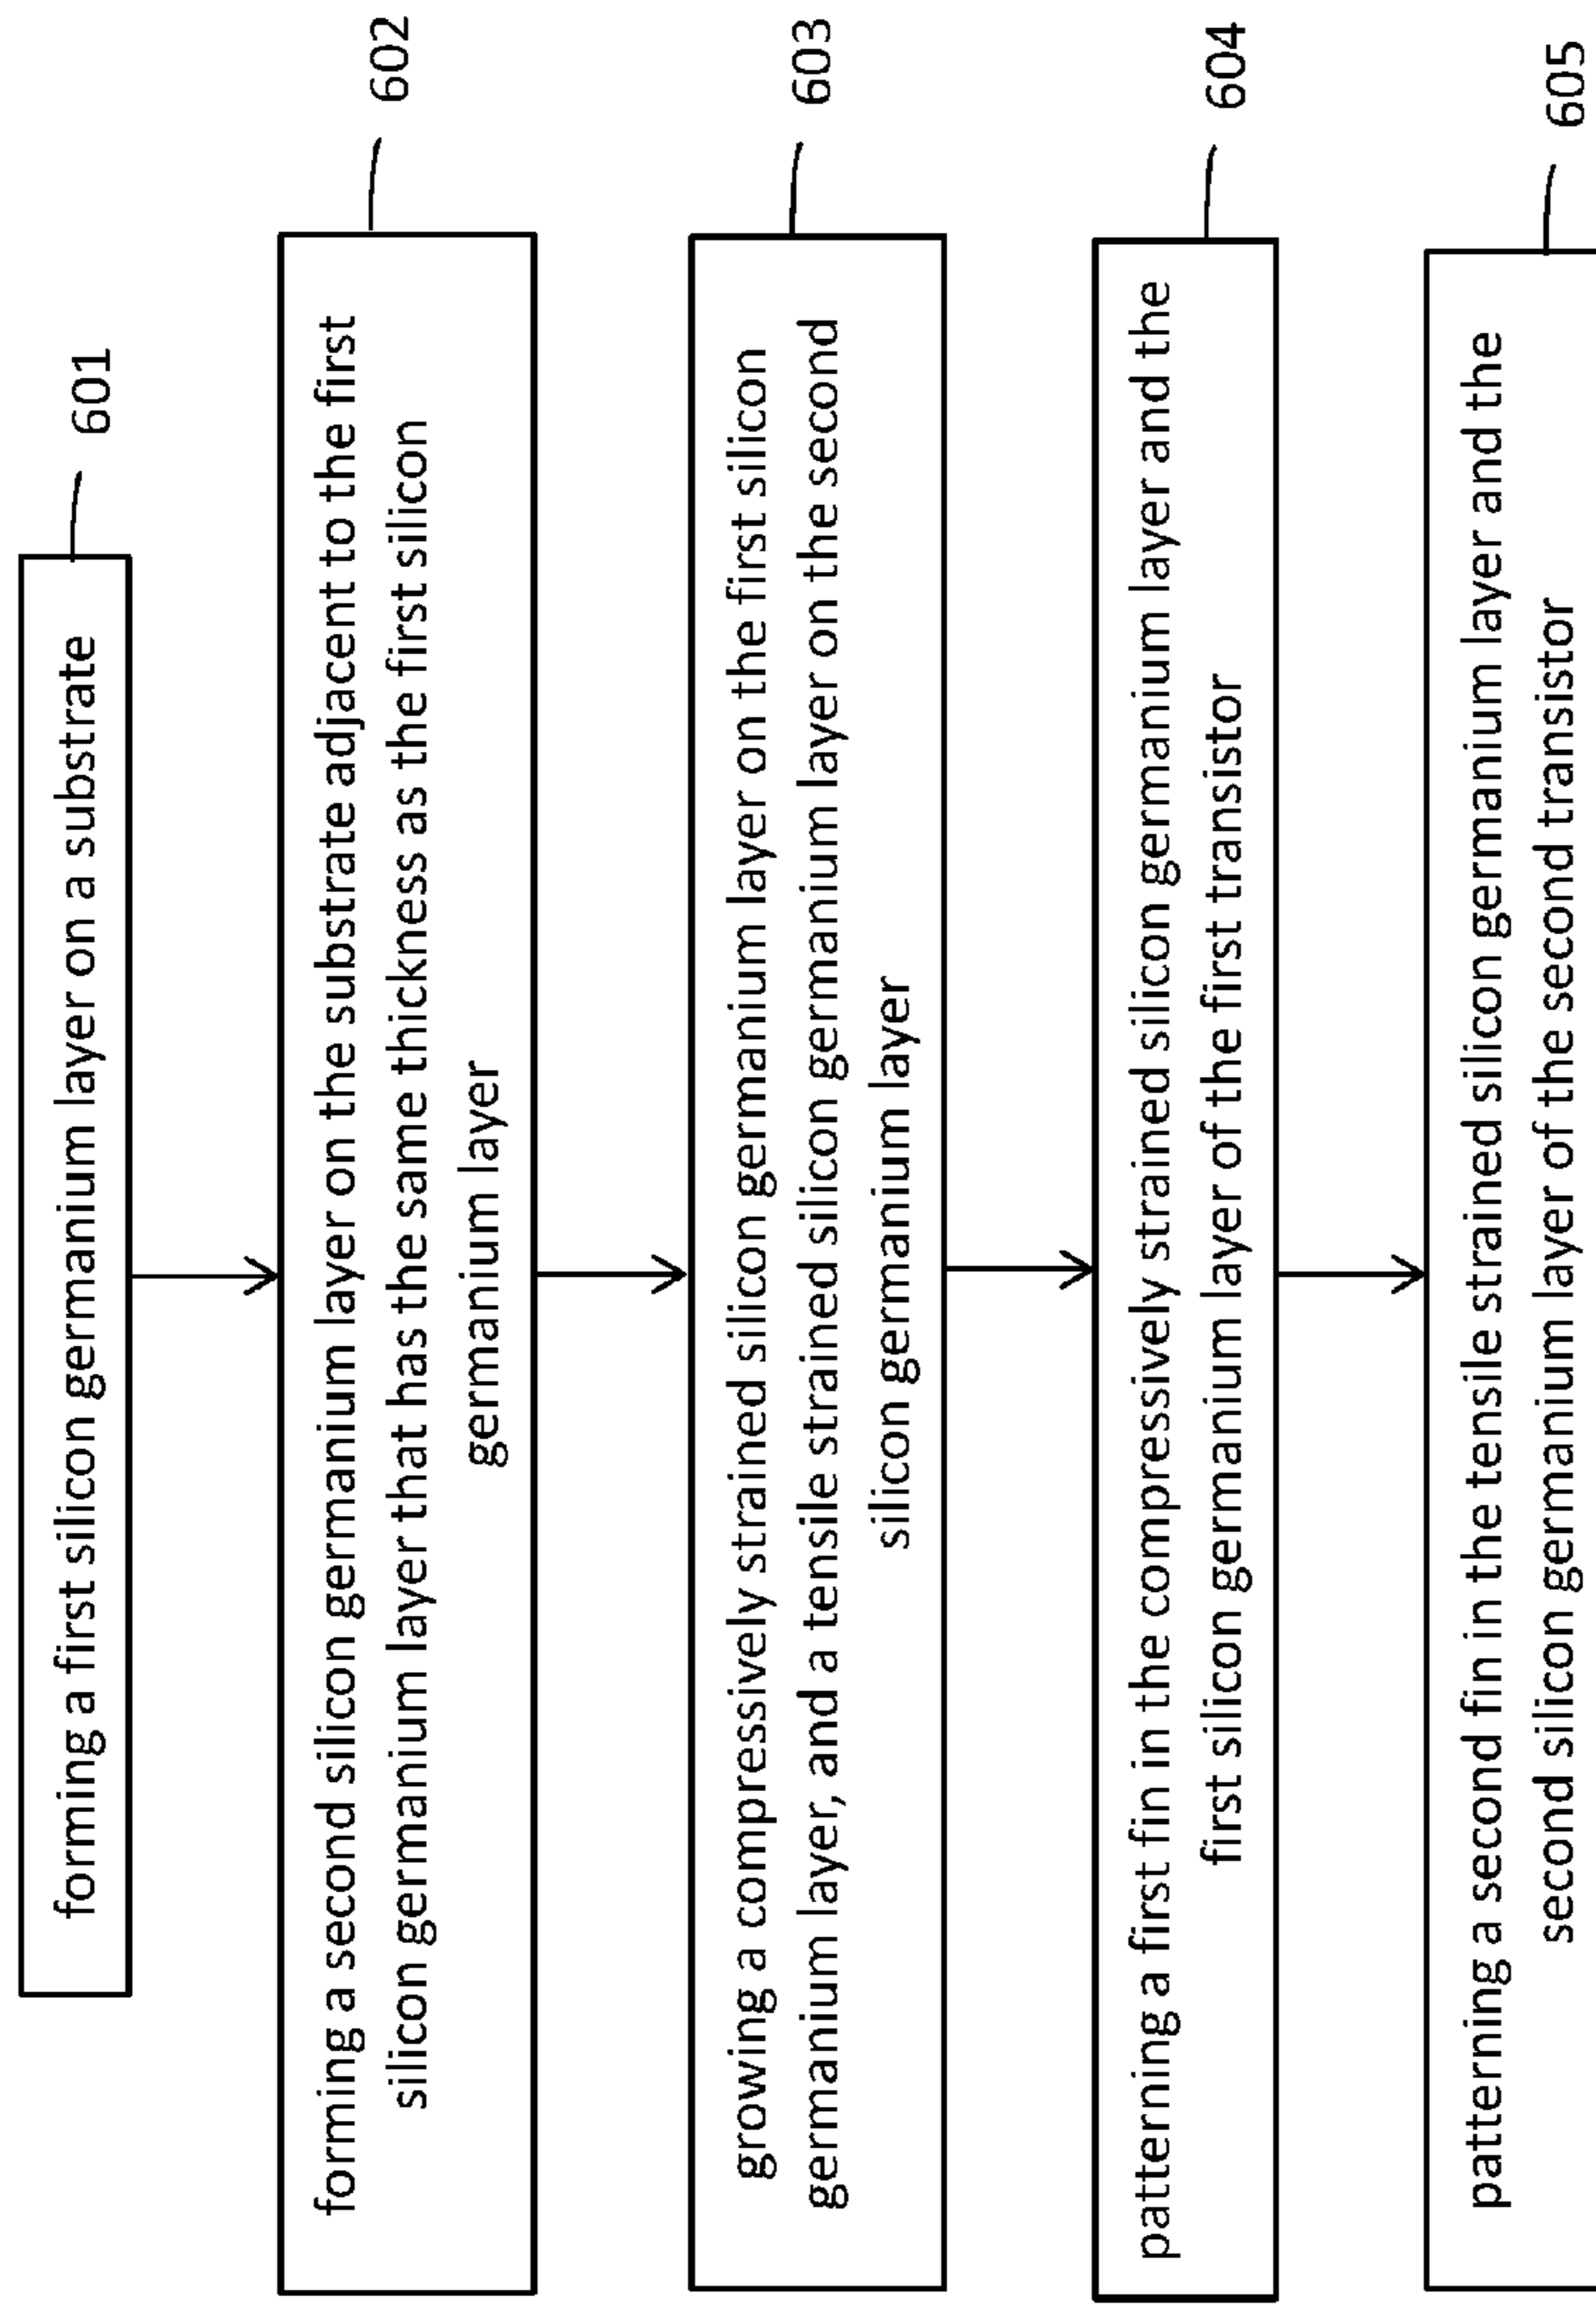 forming a first silicon germanium layer on a substrate
601
forming a second silicon germanium layer on the substrate adjacent to the first
silicon germanium layer that has the same thickness as the first silicon
germanium layer
602
growing a compressively strained silicon germanium layer on the first silicon
germanium layer, and a tensile strained silicon germanium layer on the second
silicon germanium layer
603
patterning a first fin in the compressively strained silicon germanium layer and the
first silicon germanium layer of the first transistor
604
patterning a second fin in the tensile strained silicon germanium layer and the
second silicon germanium layer of the second transistor
605